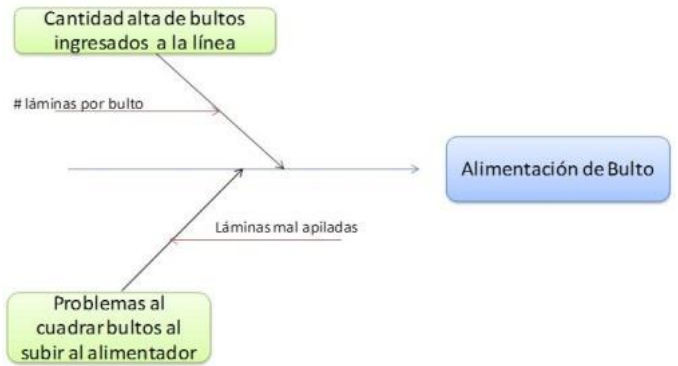 Cantidad alta de bultos
ingresados a la línea
# láminas por bulto
Alimentación de Bulto
Láminas mal apiladas
Problemas al
cuadrar bultos al
subir al alimentador